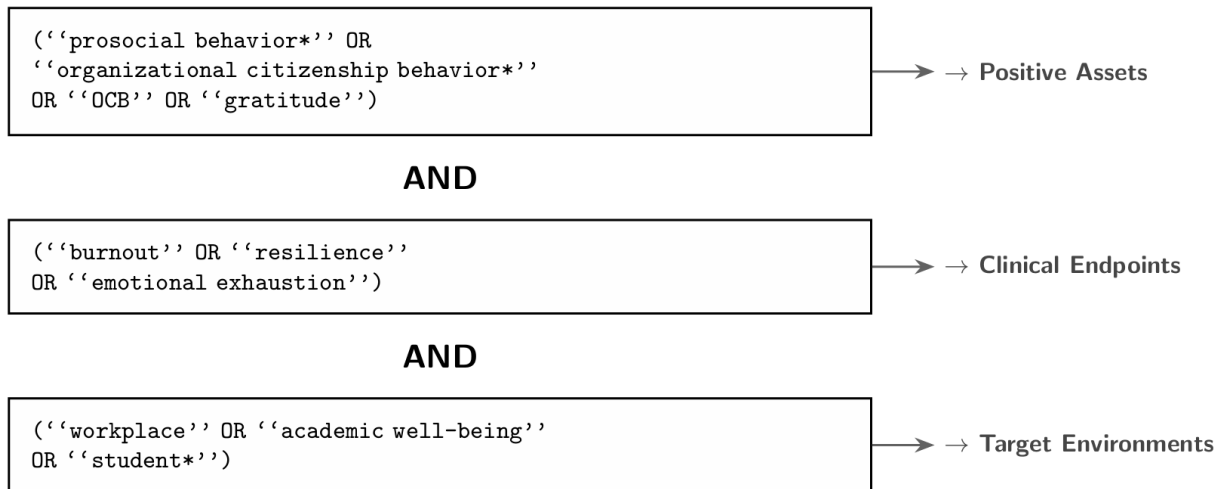 (‘‘prosocial behavior*’’ OR
‘‘organizational citizenship behavior*’’
OR ‘‘OCB’’ OR ‘‘gratitude’’)
→ Positive Assets
AND
(‘‘burnout’’ OR ‘‘resilience’’
OR ‘‘emotional exhaustion’’)
→ Clinical Endpoints
AND
(‘‘workplace’’ OR ‘‘academic well-being’’
OR ‘‘student*’’)
→ Target Environments